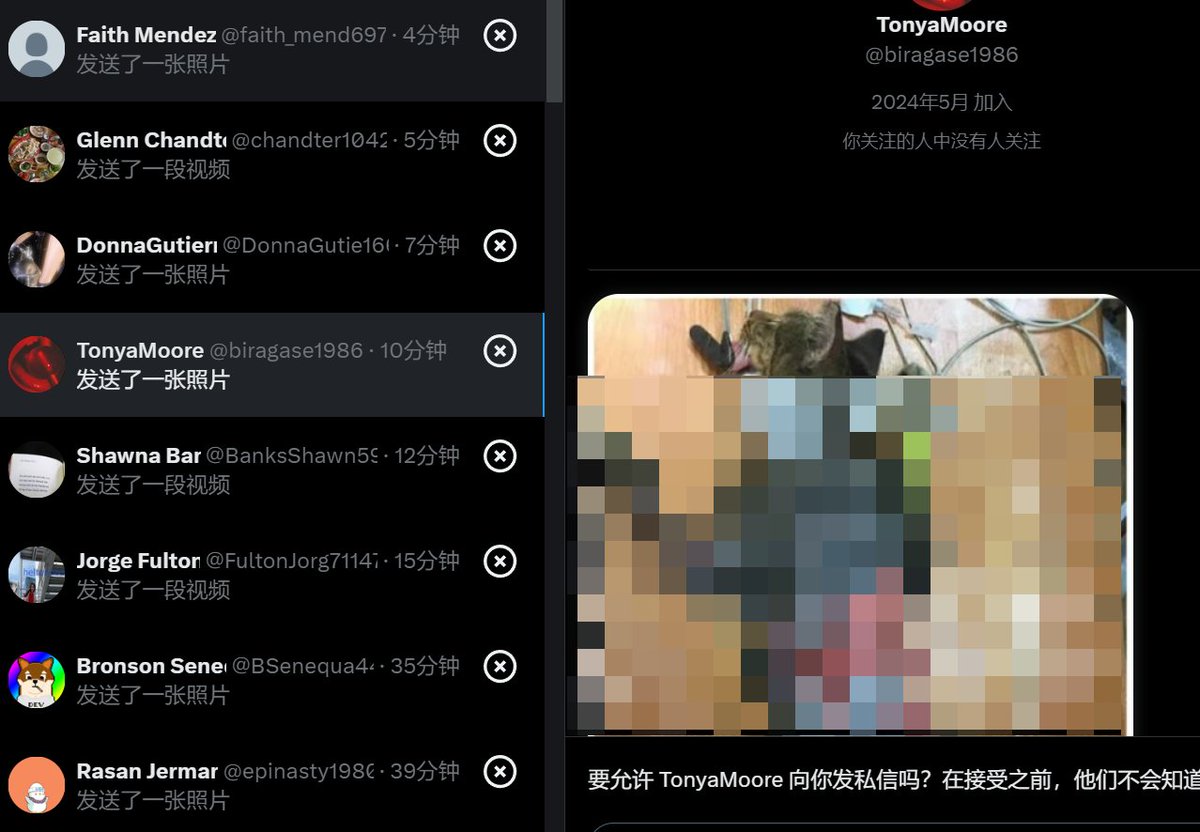 Faith Mendez @faith_mend697 · 4分钟
发送了一张照片
Glenn Chandte @chandter1042 · 5分钟
发送了一段视频
DonnaGutierr @DonnaGutie16 · 7分钟
发送了一张照片
TonyaMoore @biragase1986 · 10分钟
发送了一张照片
Shawna Bar @BanksShawn59 · 12分钟
发送了一段视频
Jorge Fulton @FultonJorg71147 · 15分钟
发送了一段视频
Bronson Sene @BSenequa44 · 35分钟
发送了一张照片
Rasan Jermar @epinasty198 · 39分钟
发送了一张照片
TonyaMoore
@biragase1986
2024年5月 加入
你关注的人中没有人关注
要允许 TonyaMoore 向你发私信吗？在接受之前，他们不会知道
DEV